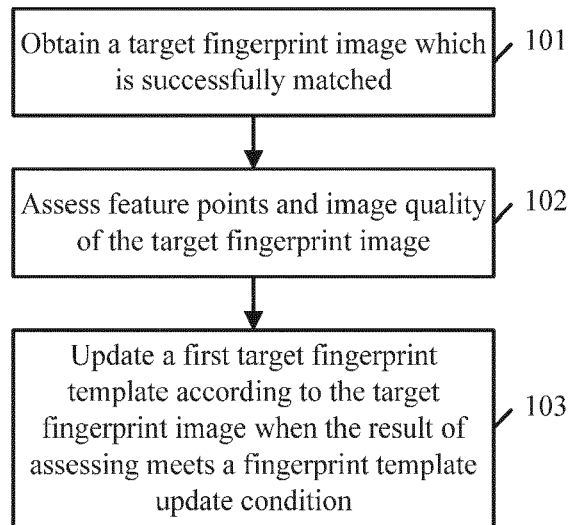 Obtain a target fingerprint image which
is successfully matched
101
Assess feature points and image quality
of the target fingerprint image
102
Update a first target fingerprint
template according to the target
fingerprint image when the result of
assessing meets a fingerprint template
update condition
103